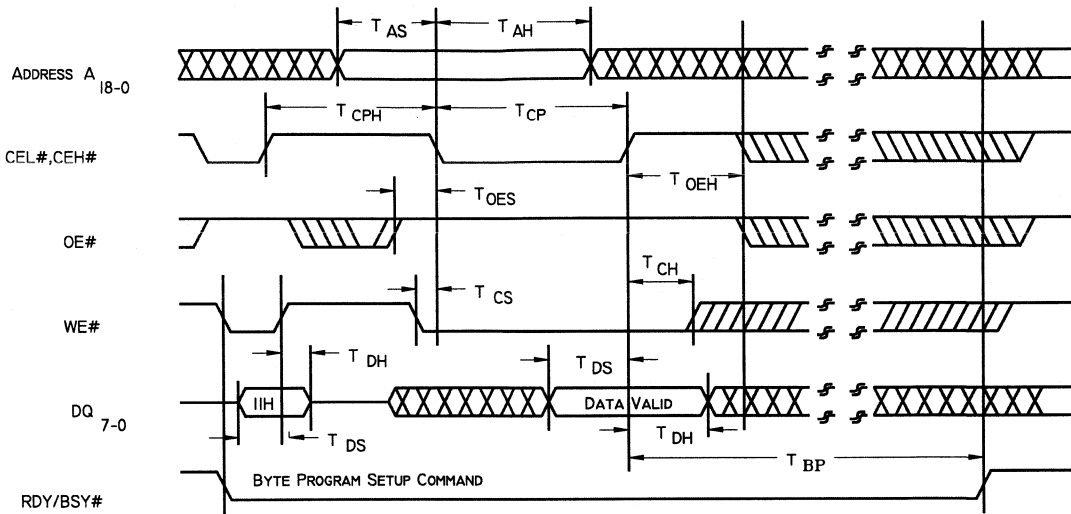 T AS
T AH
ADDRESS A 18-0
T CPH
T CP
CEL#,CEH#
T OES
T OEH
OE#
T CH
T CS
WE#
T DH
T DS
IIH
DATA VALID
DQ 7-0
T DS
T DH
T BP
BYTE PROGRAM SETUP COMMAND
RDY/BSY#